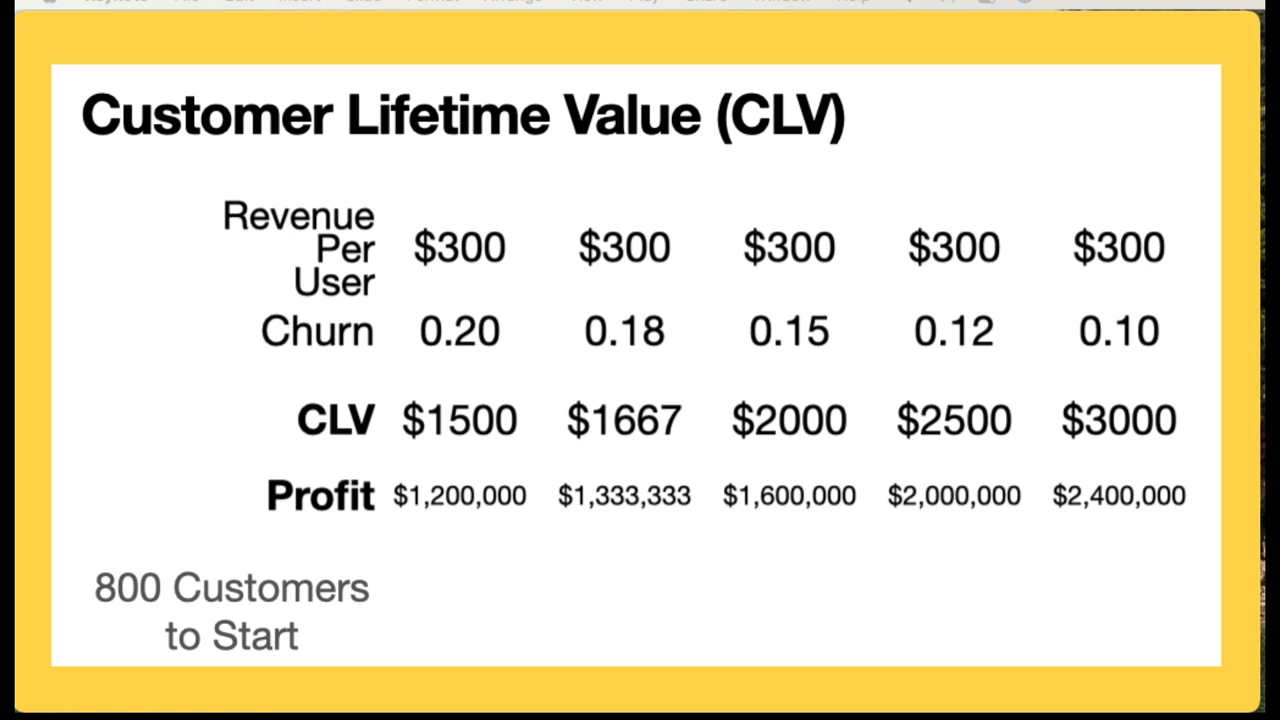 Customer Lifetime Value (CLV)
Revenue
Per
User
$300 $300 $300 $300 $300
Churn 0.20 0.18 0.15 0.12 0.10
CLV $1500 $1667 $2000 $2500 $3000
Profit $1,200,000 $1,333,333 $1,600,000 $2,000,000 $2,400,000
800 Customers
to Start